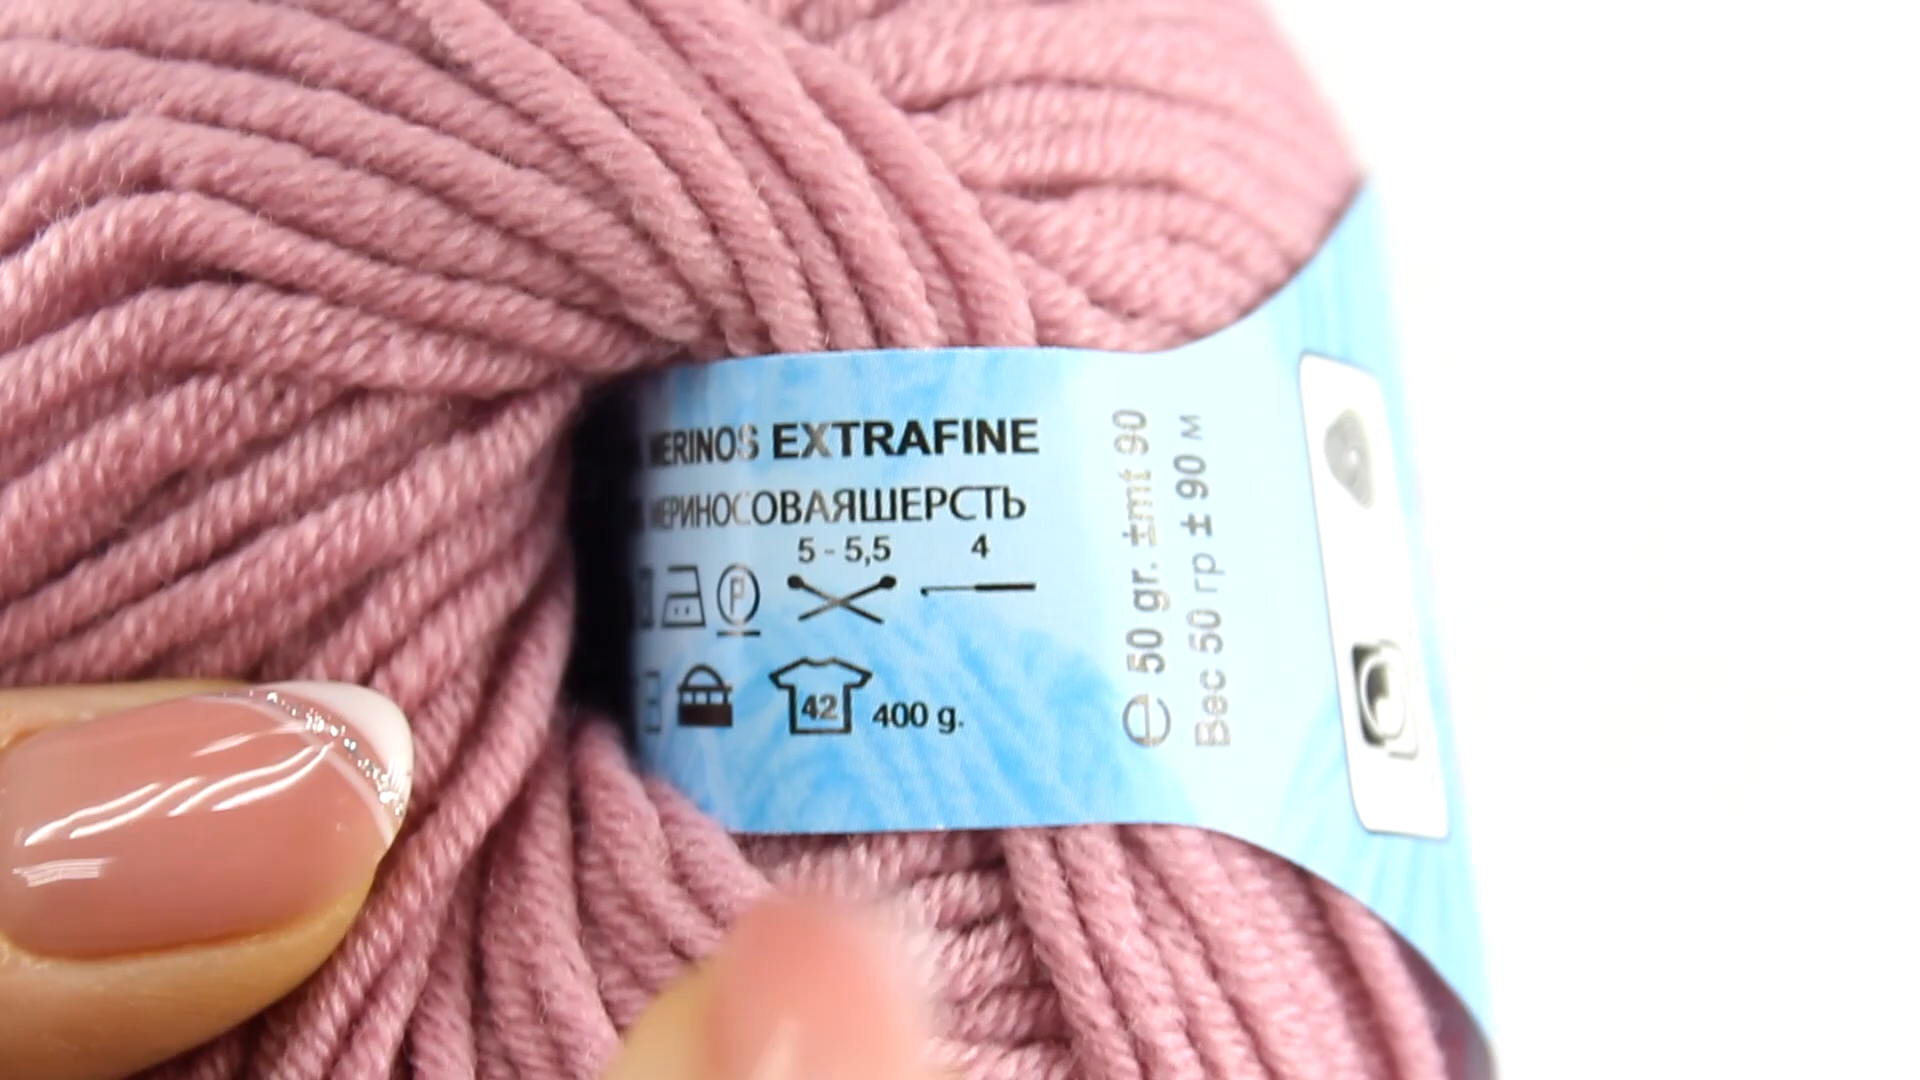 MERINOS EXTRAFINE
МЕРИНОСОВАЯШЕРСТЬ
5 - 5,5
4
P
42
400 g.
e 50 gr. ±mt 90
Вес 50 гр ± 90 м